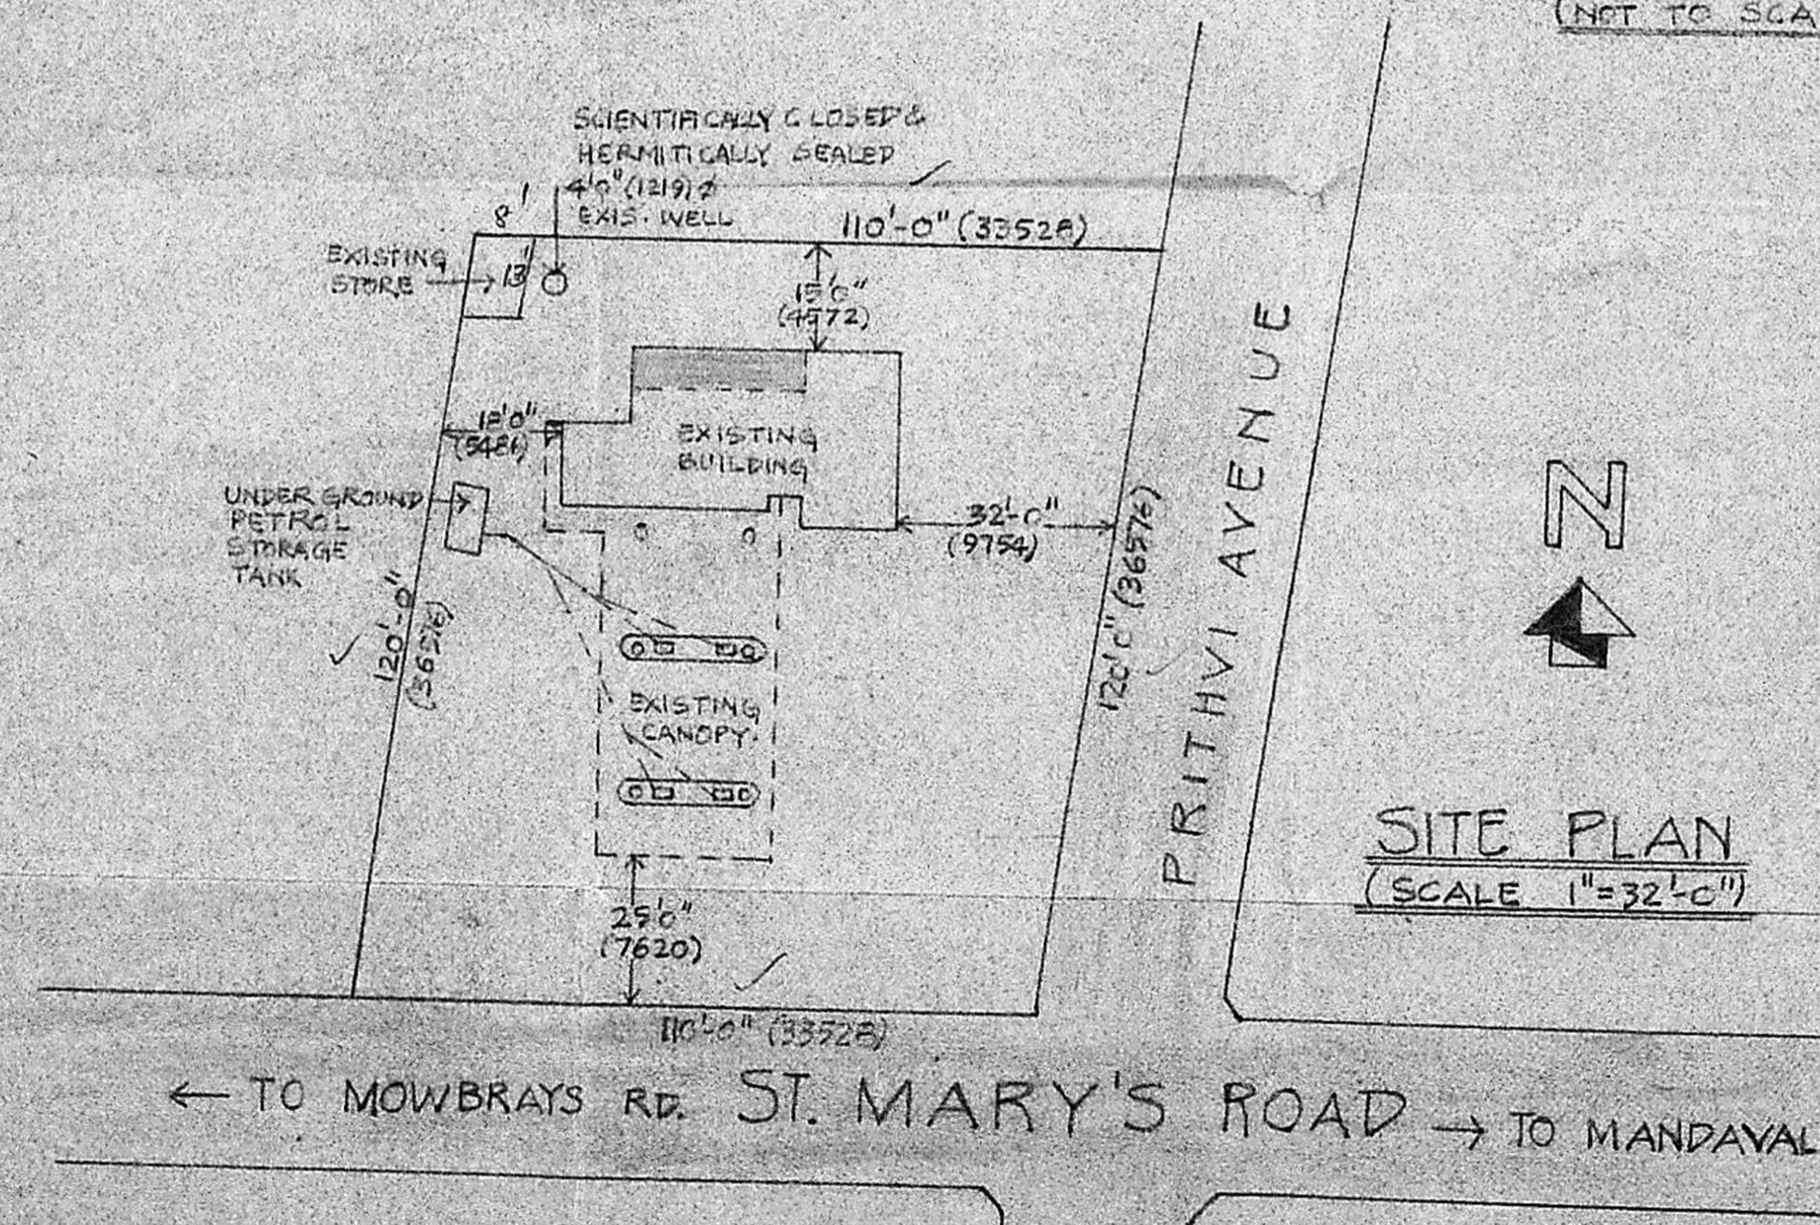 (NOT TO SCA
SCIENTIFICALLY CLOSED &
HERMITICALLY SEALED
4'0" (1219) ⌀
EXIS. WELL
8'
110'-0" (33528)
EXISTING
STORE
13'
15'0"
(4572)
18'0"
(5486)
EXISTING
BUILDING
UNDER GROUND
PETROL
STORAGE
TANK
32'-0"
(9754)
120'-0"
(36576)
120'0" (36576)
PRITHVI AVENUE
N
EXISTING
CANOPY.
SITE PLAN
(SCALE 1"=32'-0")
25'0"
(7620)
110'-0" (33528)
← TO MOWBRAYS RD. ST. MARY'S ROAD → TO MANDAVAL